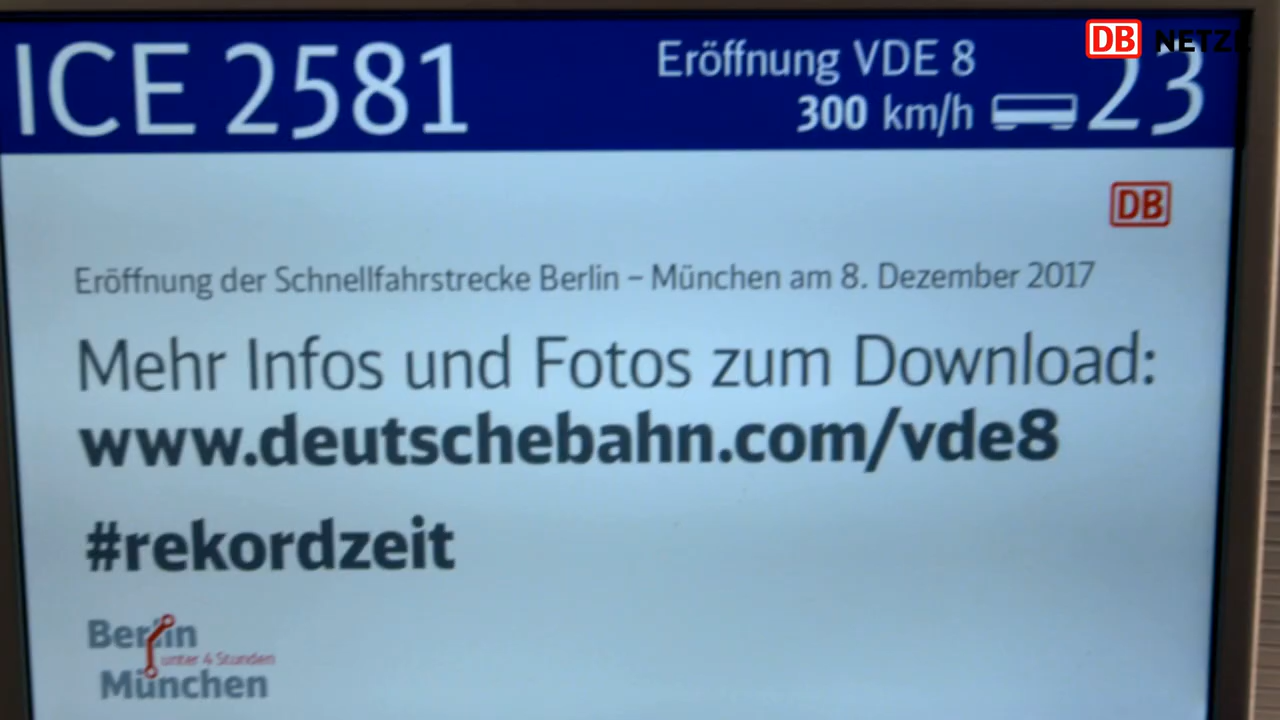 DB NETZE
ICE 2581
Eröffnung VDE 8
300 km/h 23
DB
Eröffnung der Schnellfahrstrecke Berlin – München am 8. Dezember 2017
Mehr Infos und Fotos zum Download:
www.deutschebahn.com/vde8
#rekordzeit
Berlin
unter 4 Stunden
München